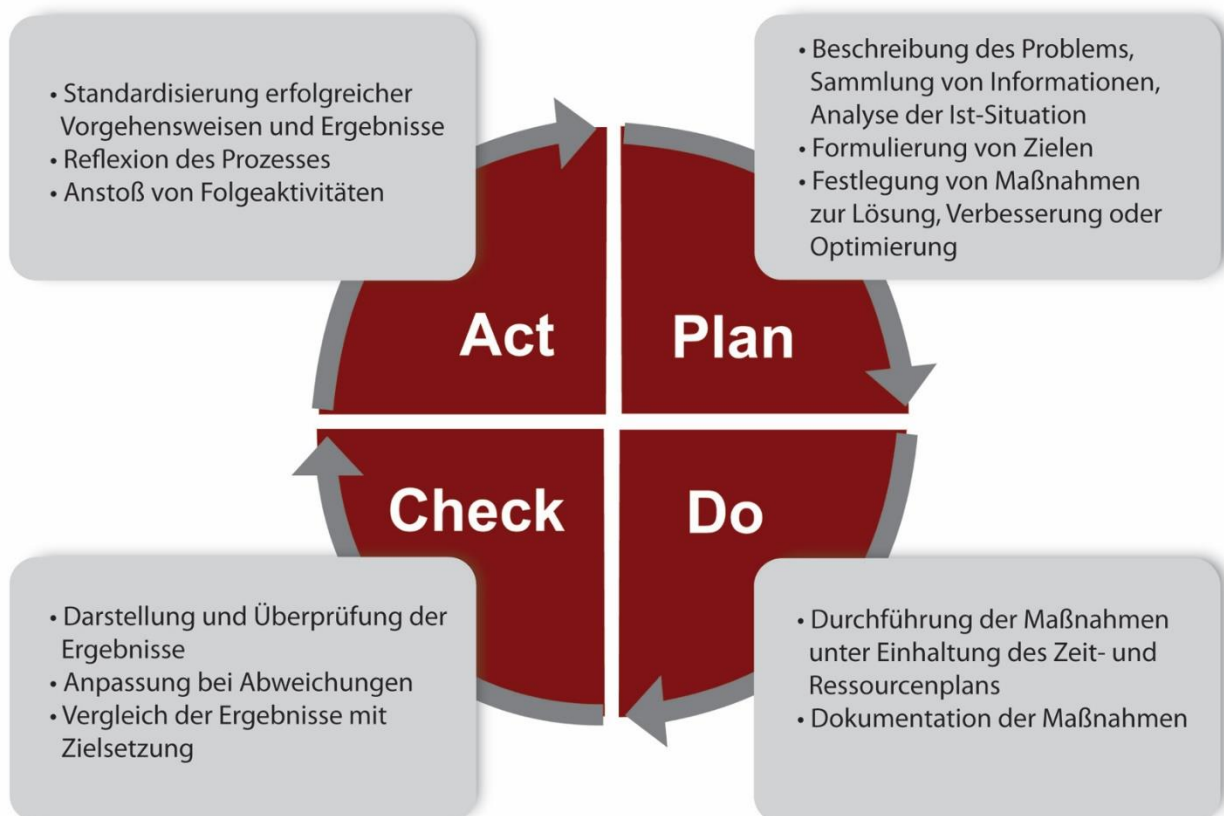 • Standardisierung erfolgreicher
Vorgehensweisen und Ergebnisse
• Reflexion des Prozesses
• Anstoß von Folgeaktivitäten
• Beschreibung des Problems,
Sammlung von Informationen,
Analyse der Ist-Situation
• Formulierung von Zielen
• Festlegung von Maßnahmen
zur Lösung, Verbesserung oder
Optimierung
Act
Plan
Check
Do
• Darstellung und Überprüfung der
Ergebnisse
• Anpassung bei Abweichungen
• Vergleich der Ergebnisse mit
Zielsetzung
• Durchführung der Maßnahmen
unter Einhaltung des Zeit- und
Ressourcenplans
• Dokumentation der Maßnahmen